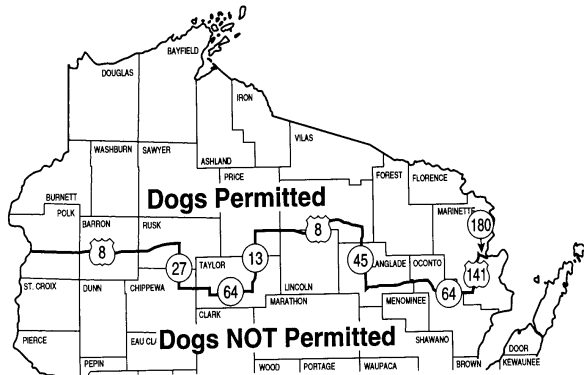 BAYFIELD
DOUGLAS
IRON
VILAS
WASHBURN
SAWYER
ASHLAND
PRICE
FOREST
FLORENCE
BURNETT
Dogs Permitted
POLK
MARINETTE
BARRON
RUSK
180
8
8
13
45
27
TAYLOR
LANGLADE
OCONTO
141
ST. CROIX
DUNN
CHIPPEWA
64
LINCOLN
64
MARATHON
MENOMINEE
CLARK
PIERCE
EAU CL
Dogs NOT Permitted
SHAWANO
DOOR
PEPIN
WOOD
PORTAGE
WAUPACA
BROWN
KEWAUNEE